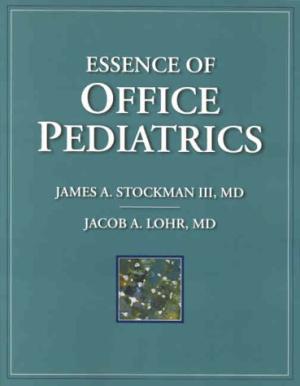 ESSENCE OF
OFFICE
PEDIATRICS
JAMES A. STOCKMAN III, MD
JACOB A. LOHR, MD